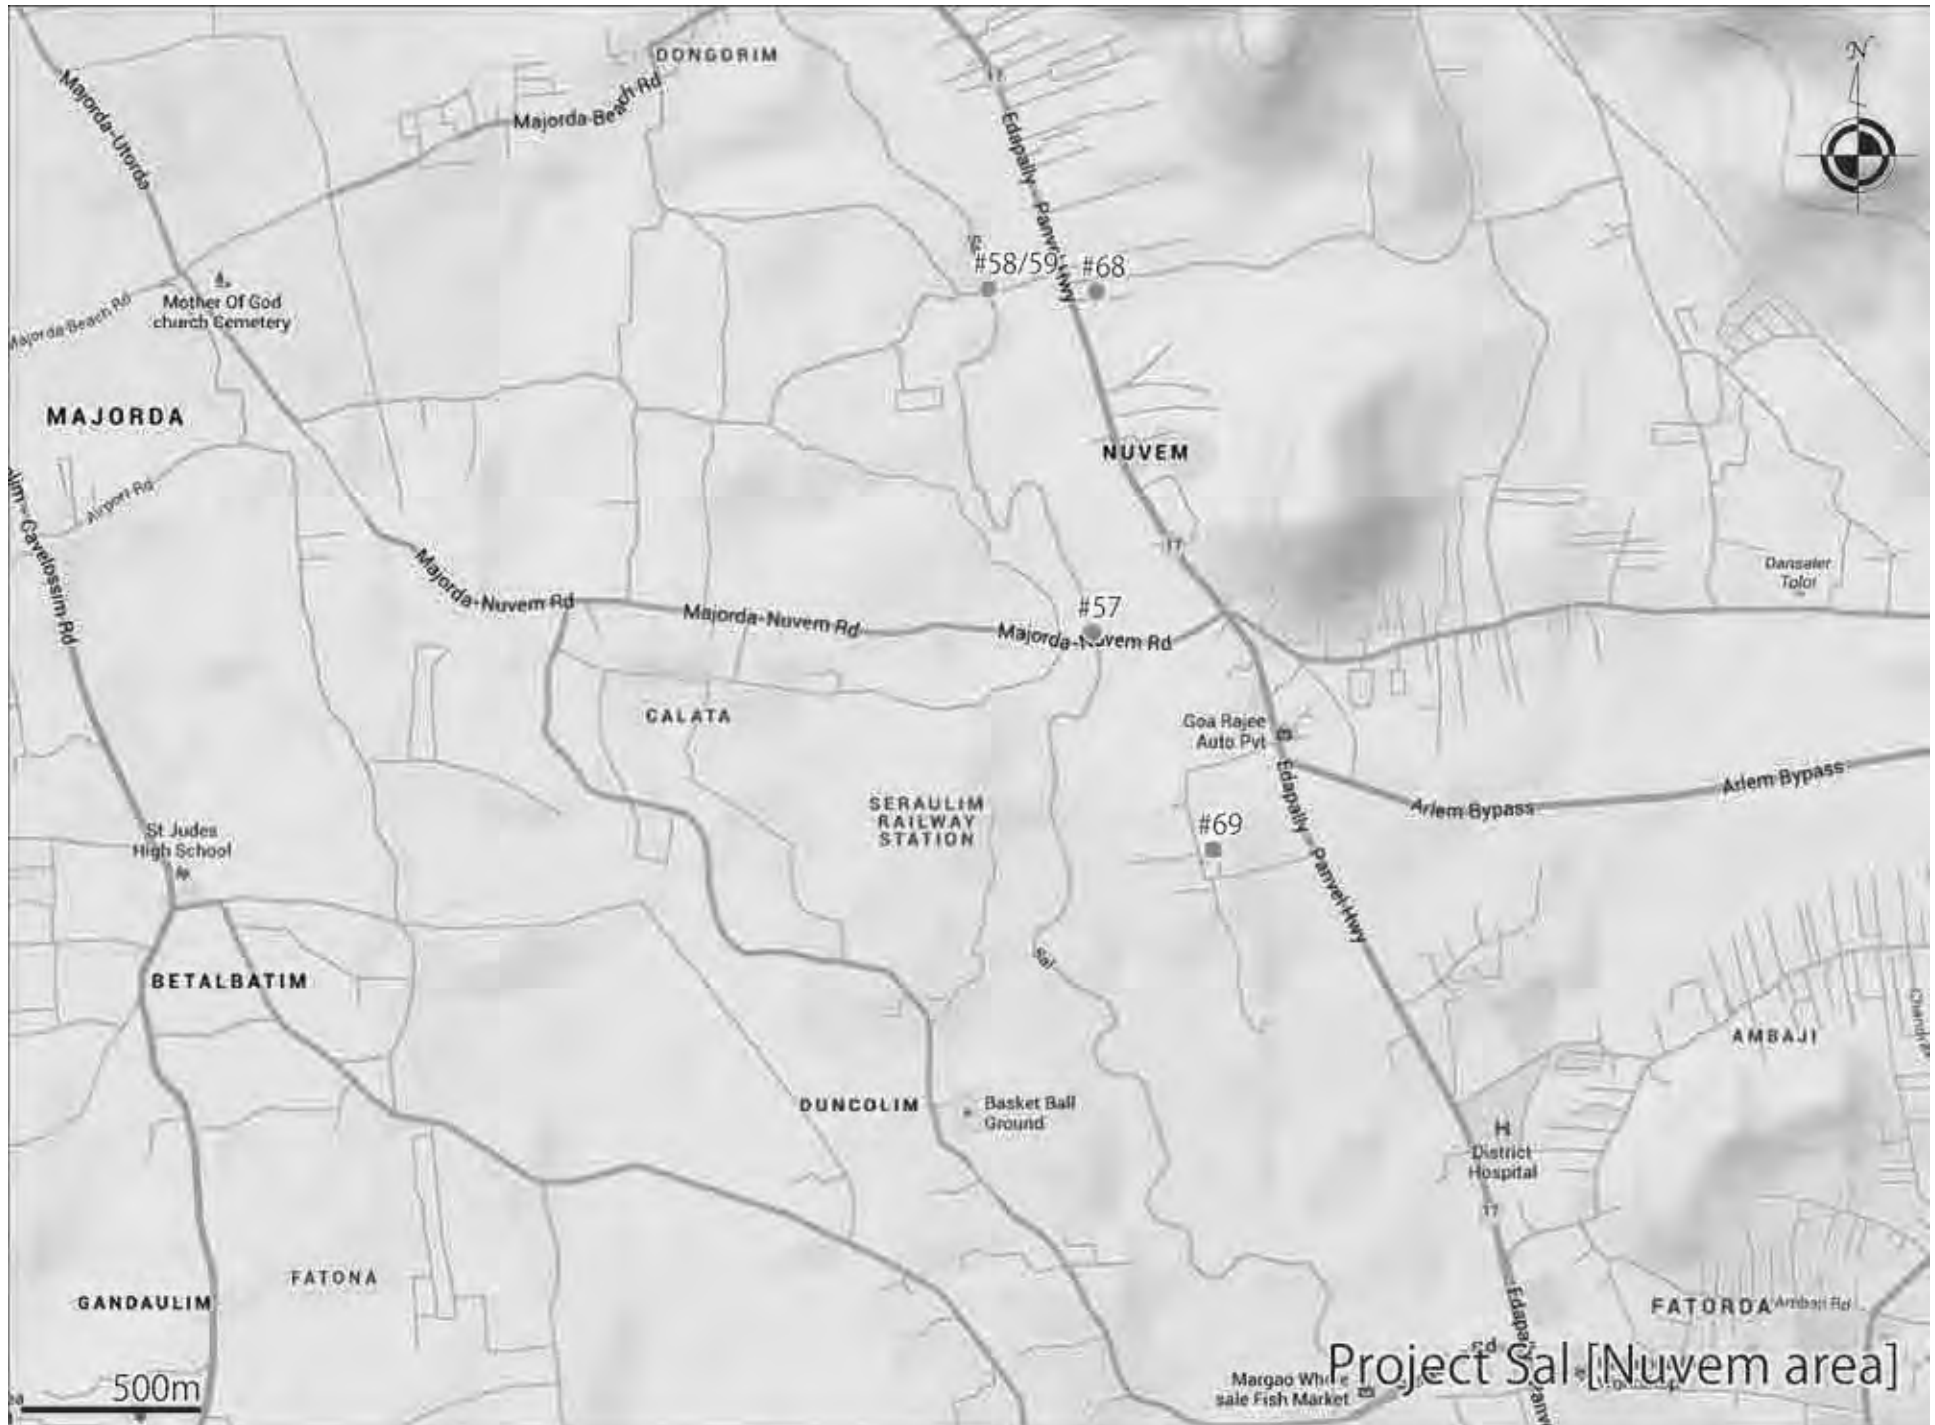 DONGORIM
N
Majorda-Beach Rd
Majorda-Utorda
17
Edapally - Panvel Hwy
#58/59
#68
Mother Of God
church Cemetery
Majorda Beach Rd
MAJORDA
NUVEM
Airport Rd
Cavelossim Rd
17
Dansaler
Toloi
Majorda-Nuvem Rd
Majorda-Nuvem Rd
#57
Majorda-Nuvem Rd
CALATA
Goa Rajee
Auto Pvt
Arlem Bypass
Arlem Bypass
SERAULIM
RAILWAY
STATION
#69
Edapally - Panvel Hwy
St Judes
High School
Sal
BETALBATIM
AMBAJI
DUNCOLIM
Basket Ball
Ground
H
District
Hospital
17
FATONA
GANDAULIM
FATORDA
Ambaji Rd
Project Sal [Nuvem area]
500m
Margao Whole
sale Fish Market